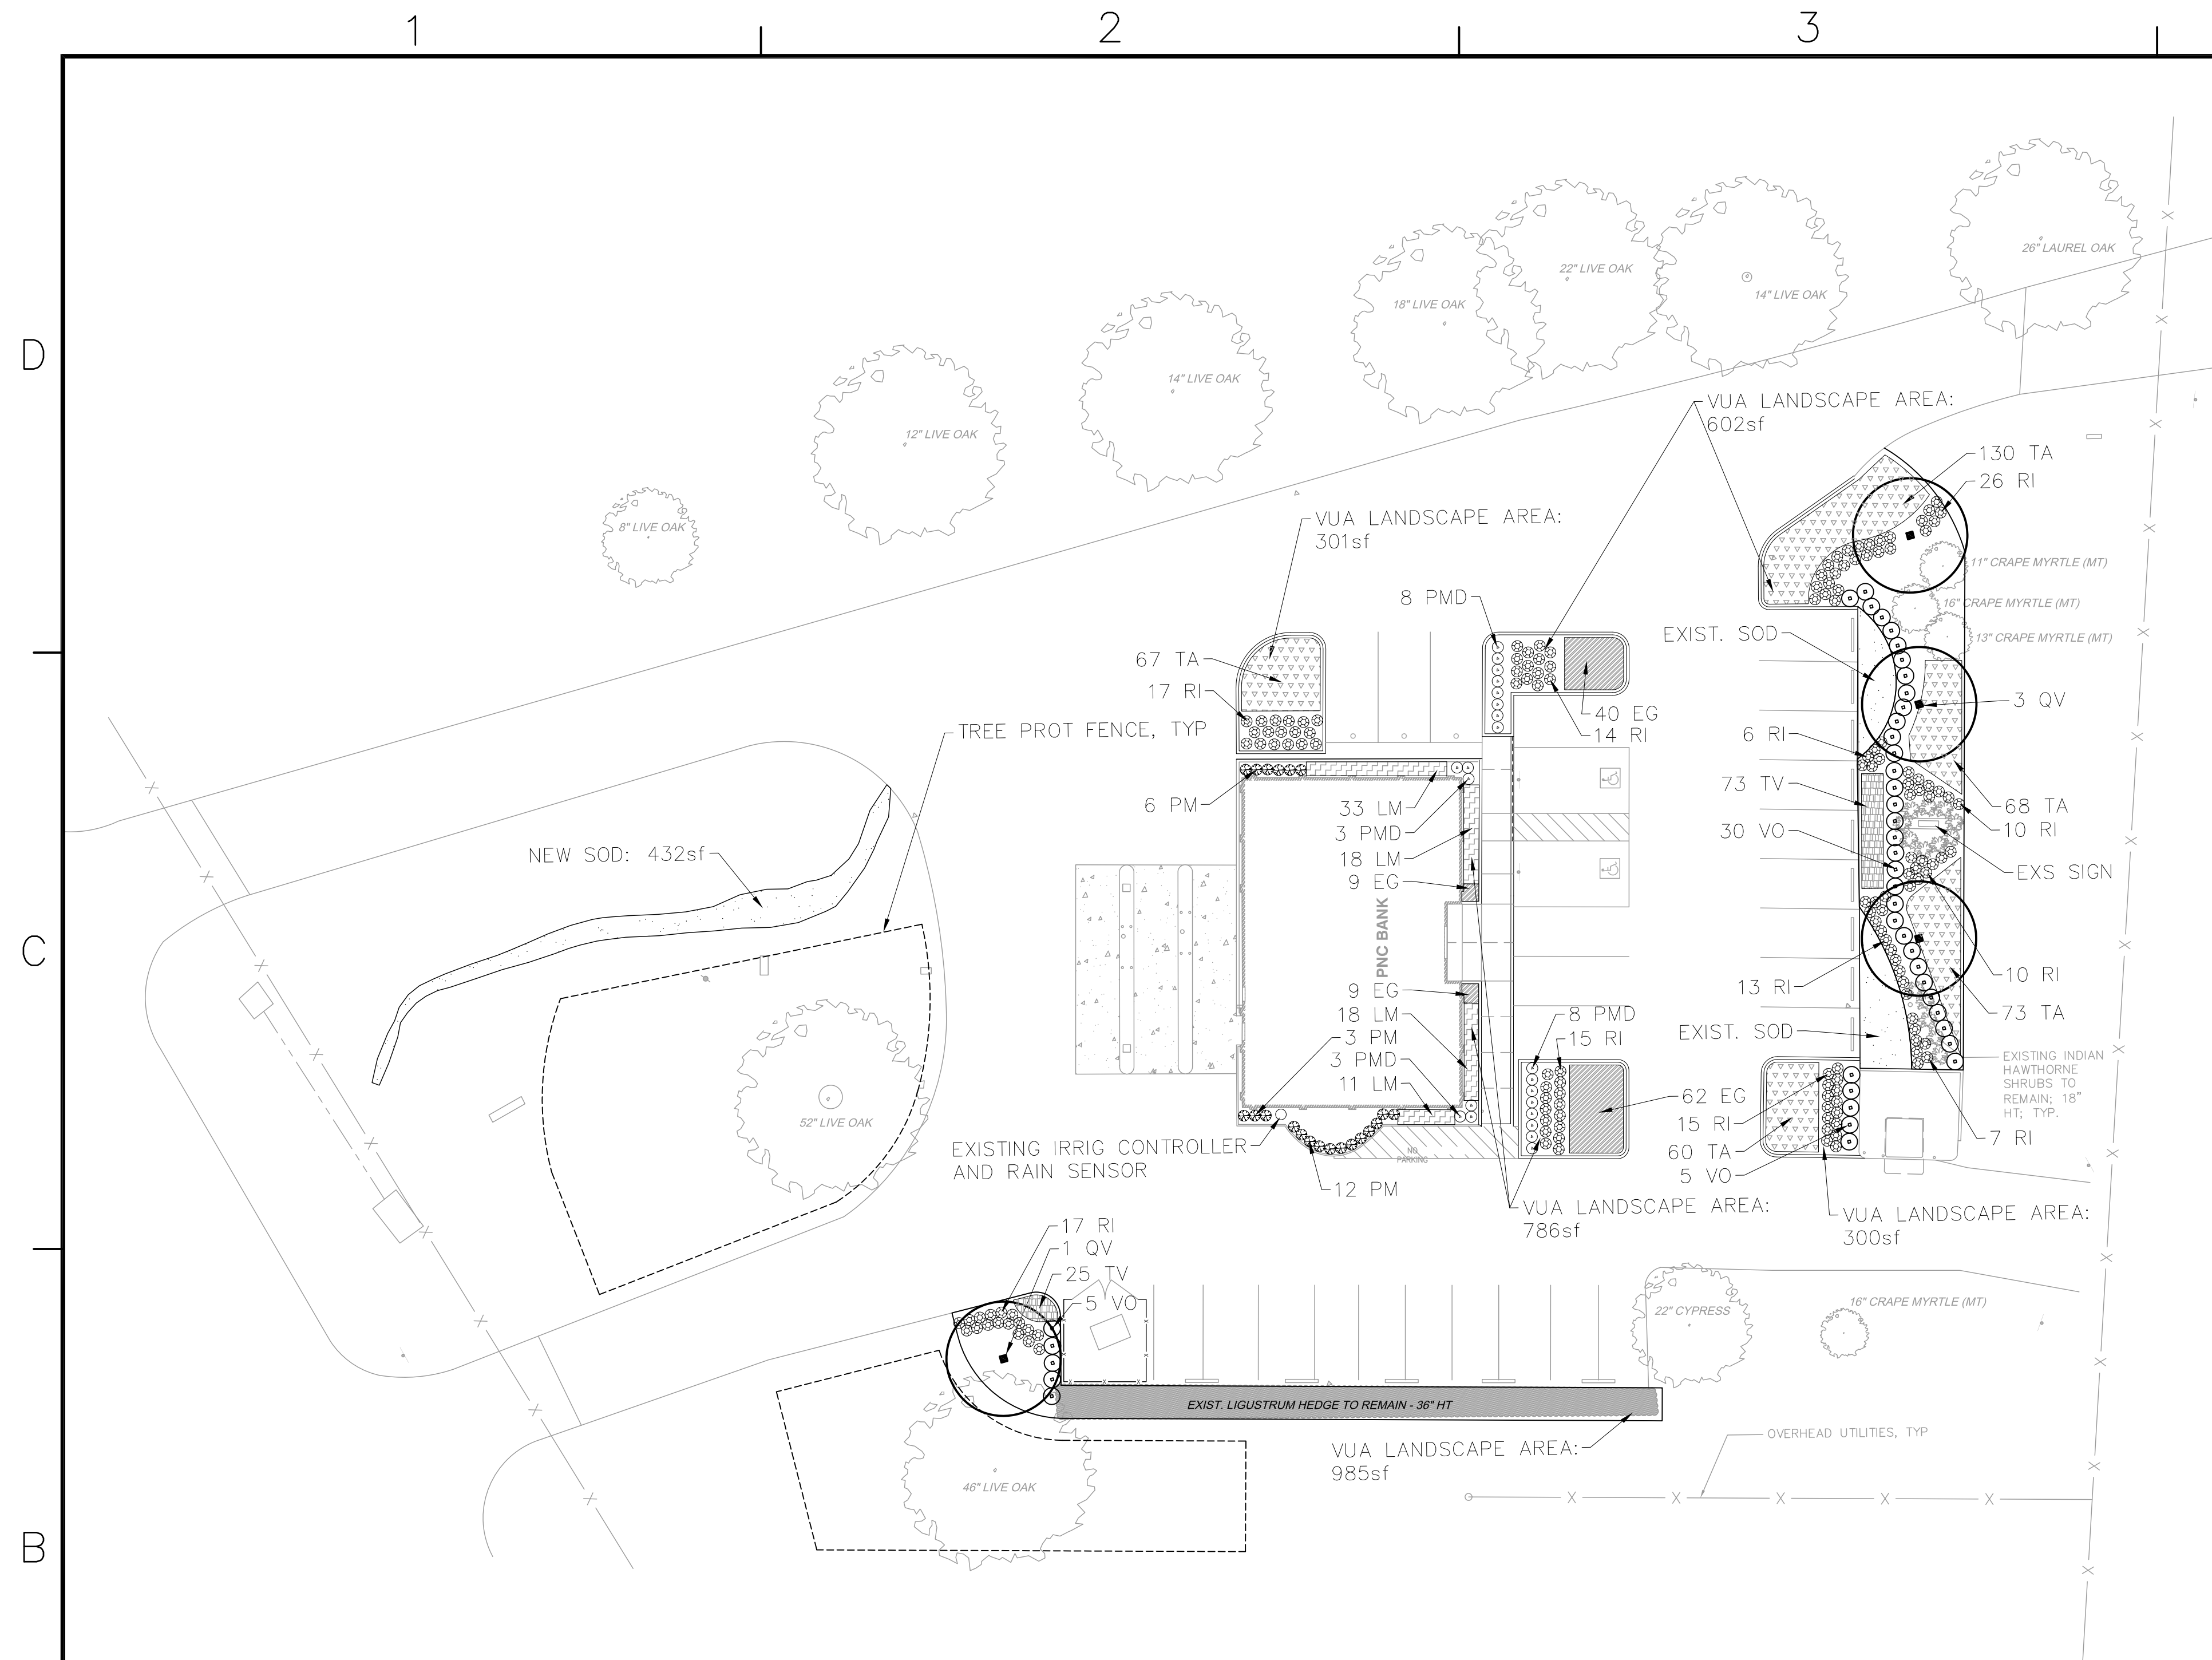 1
2
3
D
C
B
26" LAUREL OAK
22" LIVE OAK
14" LIVE OAK
18" LIVE OAK
14" LIVE OAK
12" LIVE OAK
8" LIVE OAK
VUA LANDSCAPE AREA:
602sf
130 TA
26 RI
VUA LANDSCAPE AREA:
301sf
11" CRAPE MYRTLE (MT)
16" CRAPE MYRTLE (MT)
13" CRAPE MYRTLE (MT)
8 PMD
EXIST. SOD
67 TA
17 RI
40 EG
14 RI
3 QV
TREE PROT FENCE, TYP
6 RI
6 PM
33 LM
3 PMD
18 LM
9 EG
73 TV
30 VO
68 TA
10 RI
EXS SIGN
NEW SOD: 432sf
PNC BANK
9 EG
18 LM
3 PM
3 PMD
11 LM
8 PMD
15 RI
13 RI
10 RI
73 TA
EXIST. SOD
EXISTING INDIAN
HAWTHORNE
SHRUBS TO
REMAIN; 18"
HT; TYP.
7 RI
62 EG
15 RI
60 TA
5 VO
52" LIVE OAK
EXISTING IRRIG CONTROLLER
AND RAIN SENSOR
NO
PARKING
12 PM
VUA LANDSCAPE AREA:
786sf
VUA LANDSCAPE AREA:
300sf
17 RI
1 QV
25 TV
5 VO
22" CYPRESS
16" CRAPE MYRTLE (MT)
EXIST. LIGUSTRUM HEDGE TO REMAIN - 36" HT
VUA LANDSCAPE AREA:
985sf
OVERHEAD UTILITIES, TYP
46" LIVE OAK